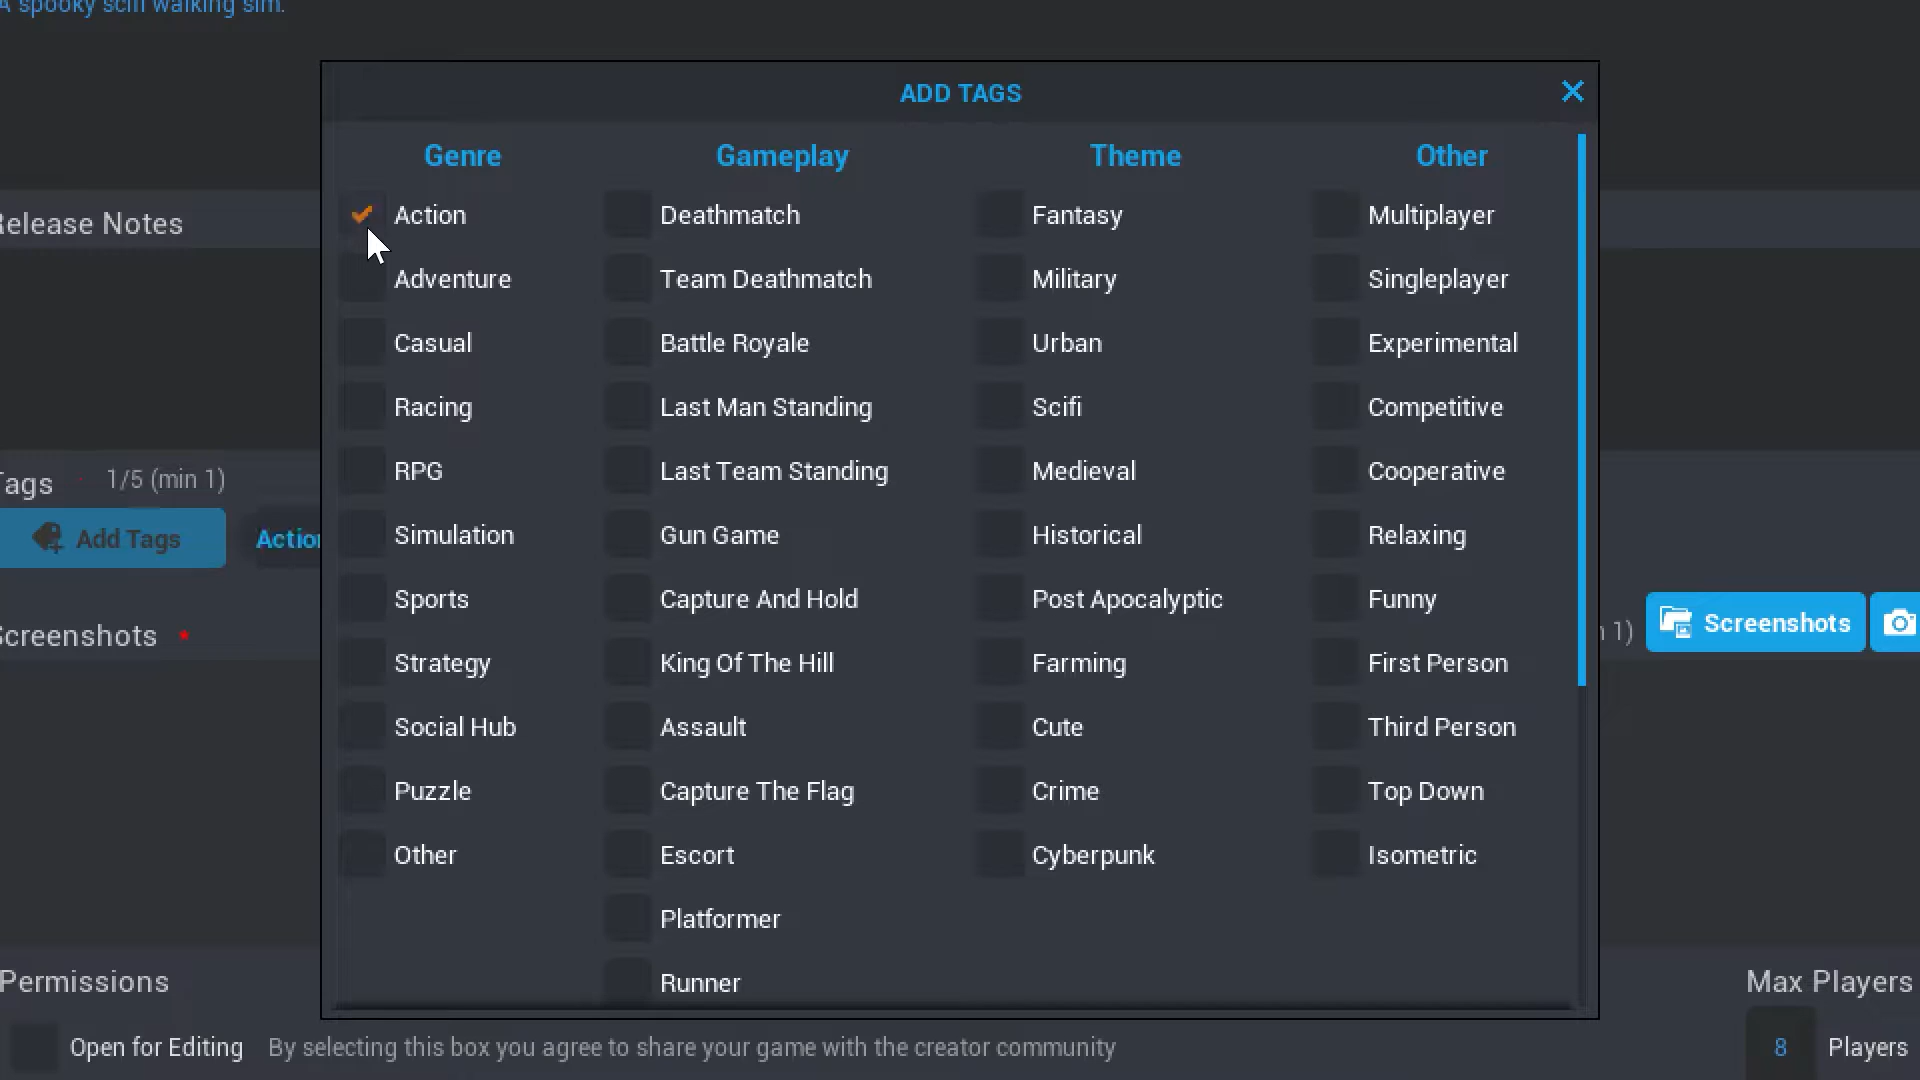 A spooky scifi walking sim.
ADD TAGS
Genre
Action
Adventure
Casual
Racing
RPG
Simulation
Sports
Strategy
Social Hub
Puzzle
Other
Gameplay
Deathmatch
Team Deathmatch
Battle Royale
Last Man Standing
Last Team Standing
Gun Game
Capture And Hold
King Of The Hill
Assault
Capture The Flag
Escort
Platformer
Runner
Theme
Fantasy
Military
Urban
Scifi
Medieval
Historical
Post Apocalyptic
Farming
Cute
Crime
Cyberpunk
Other
Multiplayer
Singleplayer
Experimental
Competitive
Cooperative
Relaxing
Funny
First Person
Third Person
Top Down
Isometric
Release Notes
Tags 1/5 (min 1)
Add Tags Action
Screenshots *
n 1) Screenshots
Permissions
Open for Editing By selecting this box you agree to share your game with the creator community
Max Players
8 Players